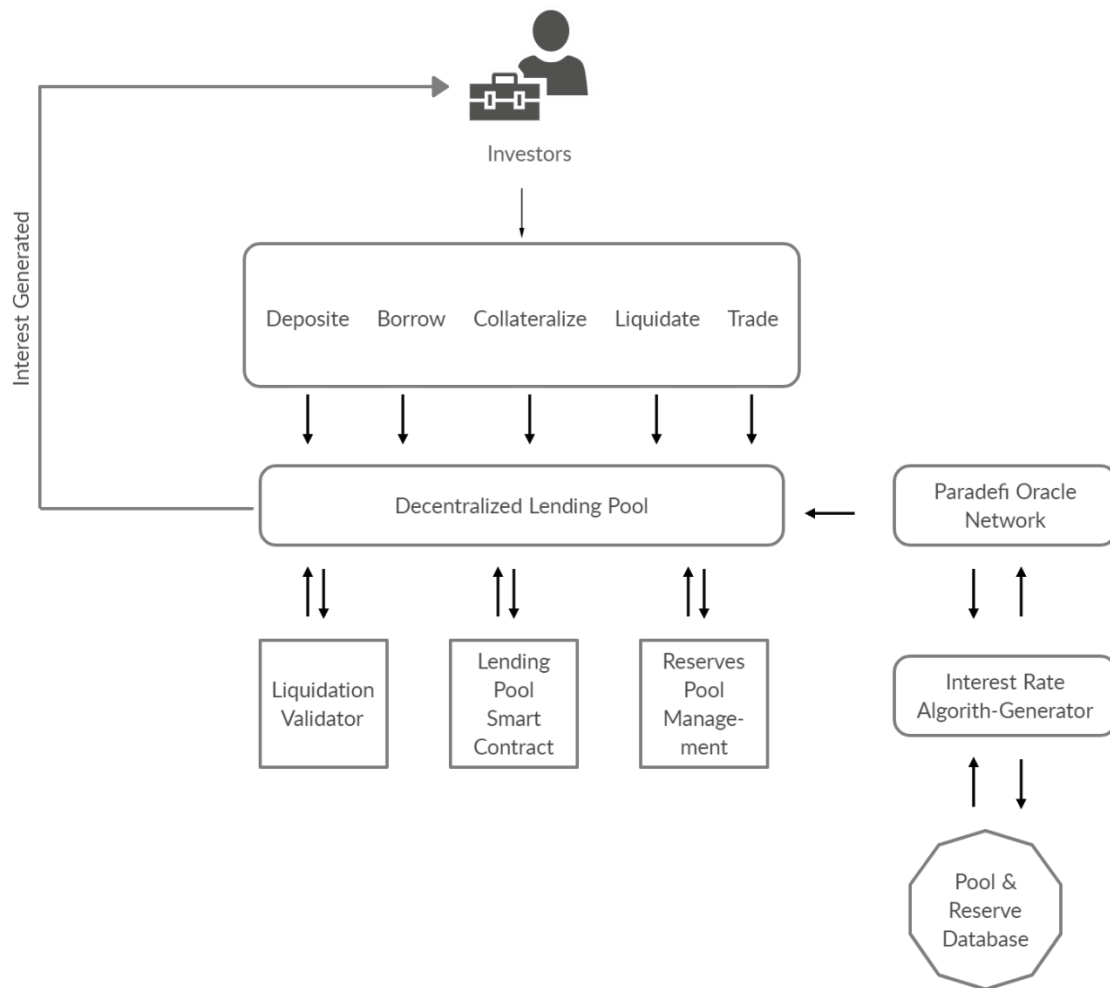 Investors
Interest Generated
Deposite Borrow Collateralize Liquidate Trade
Decentralized Lending Pool
Paradefi Oracle
Network
Liquidation
Validator
Lending
Pool
Smart
Contract
Reserves
Pool
Manage-
ment
Interest Rate
Algorith-Generator
Pool &
Reserve
Database